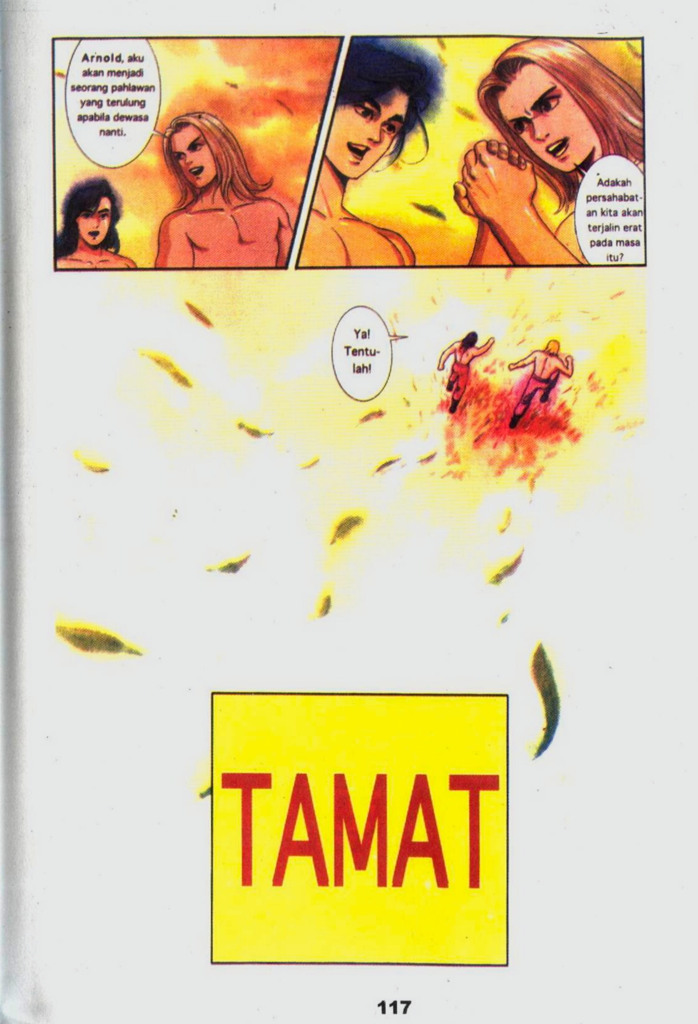 Arnold, aku
akan menjadi
seorang pahlawan
yang terulung
apabila dewasa
nanti.
Adakah
persahabat-
an kita akan
terjalin erat
pada masa
itu?
Ya!
Tentu-
lah!
TAMAT
117